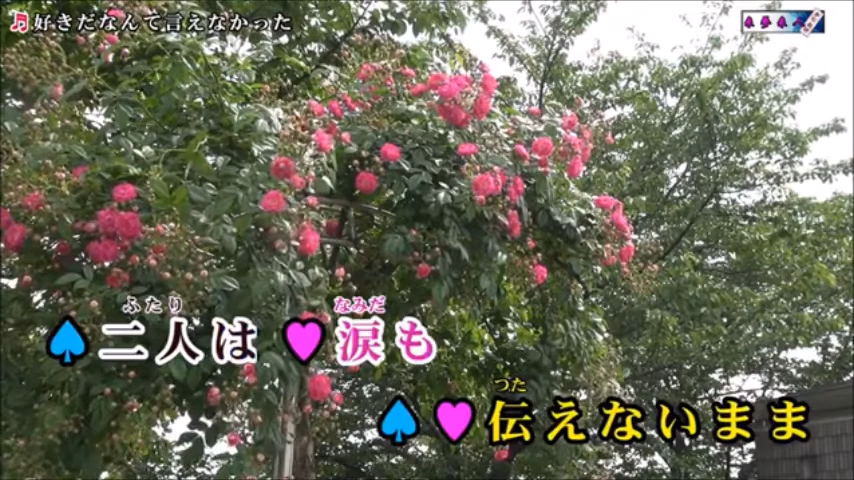 好きだなんて言えなかった
ふたり なみだ
♠二人は ♥涙も
つた
♠♥伝えないまま